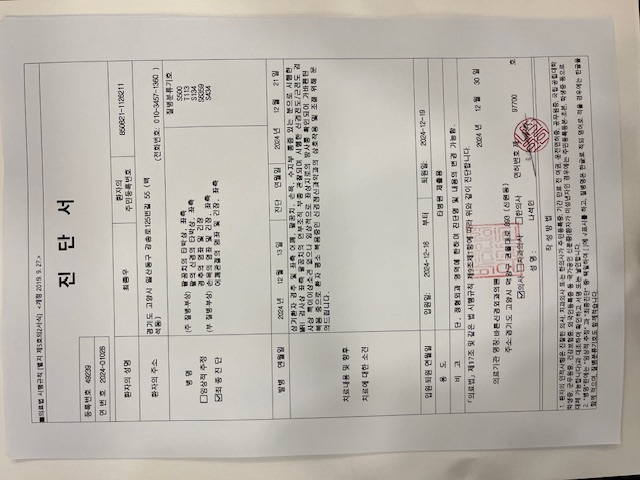 ■의료법 시행규칙 [별지 제5호의2서식] <개정 2019. 9. 27.>
진 단 서
등록번호 49239
연 번 호 2024-01028
환자의 성명 최홍우 환자의 주민등록번호 850821-1126211
환자의 주소 경기도 고양시 일산동구 강송로125번길 55 (백석동) (전화번호: 010-3457-1360 )
병 명
□임상적 추정
☑최 종 진 단
(주 질병·부상) 팔꿈치의 타박상, 좌측
팔의 신경의 타박상, 좌측
경추의 염좌 및 긴장
(부 질병·부상) 손목의 염좌 및 긴장, 좌측
어깨관절의 염좌 및 긴장, 좌측
질병분류기호
S500
T113
S134
S6359
S434
발병 연월일 2024 년 12 월 13 일 진단 연월일 2024 년 12 월 21 일
치료내용 및 향후
치료에 대한 소견
상기환자 경추 및 좌측 어깨, 팔꿈치, 손목, 수지부 통증 있는 분으로 시행한
MRI 검사상 좌측 팔꿈치의 연부조직 부종 관찰되며 시행한 신경전도/근전도 검
사상 특이이상소견 없으나 임상적으로 좌상지로의 방사통 확인되어 가바펜틴
복용 중으로 환자 평소 복용중인 신경정신과약과의 상호작용 및 조절 위해 문
의드립니다.
입원·퇴원 연월일 입원일: 2024-12-16 부터 퇴원일: 2024-12-19
용 도 타병원 제출용
비 고 단, 정형외과 영역에 한하여 진단명 및 내용의 변경 가능함.
「의료법」 제17조 및 같은 법 시행규칙 제9조제1항에 따라 위와 같이 진단합니다.
2024 년 12 월 30 일
의료기관 명칭: 바른신경외과의원
주소: 경기도 고양시 덕양구 권율대로 893 (신원동)
☑의사 □치과의사 □한의사 면허번호 제 97700 호
성 명 : 나석인
작 성 방 법
1. 환자의 인적사항은 진찰한 의사, 치과의사 또는 한의사가 주민등록증, 기간 만료 전 여권, 운전면허증, 공무원증, 국립·공립대학
학생증, 군무원증, 건강보험증, 외국인등록증 등 국가공인 신분증(환자가 미성년자인 경우에는 주민등록등본·초본, 학생증 등으로
대체 가능합니다)과 대조하여 확인하고 서명 또는 날인합니다.
2. "병명"란에는 "임상적 추정" 과 "최종진단" 중 택일하여 [ ]에 √표시를 하고, 질병명은 한글로 적되 영어로 적을 경우에는 한글을
함께 적으며, 질병분류기호도 함께 적습니다.